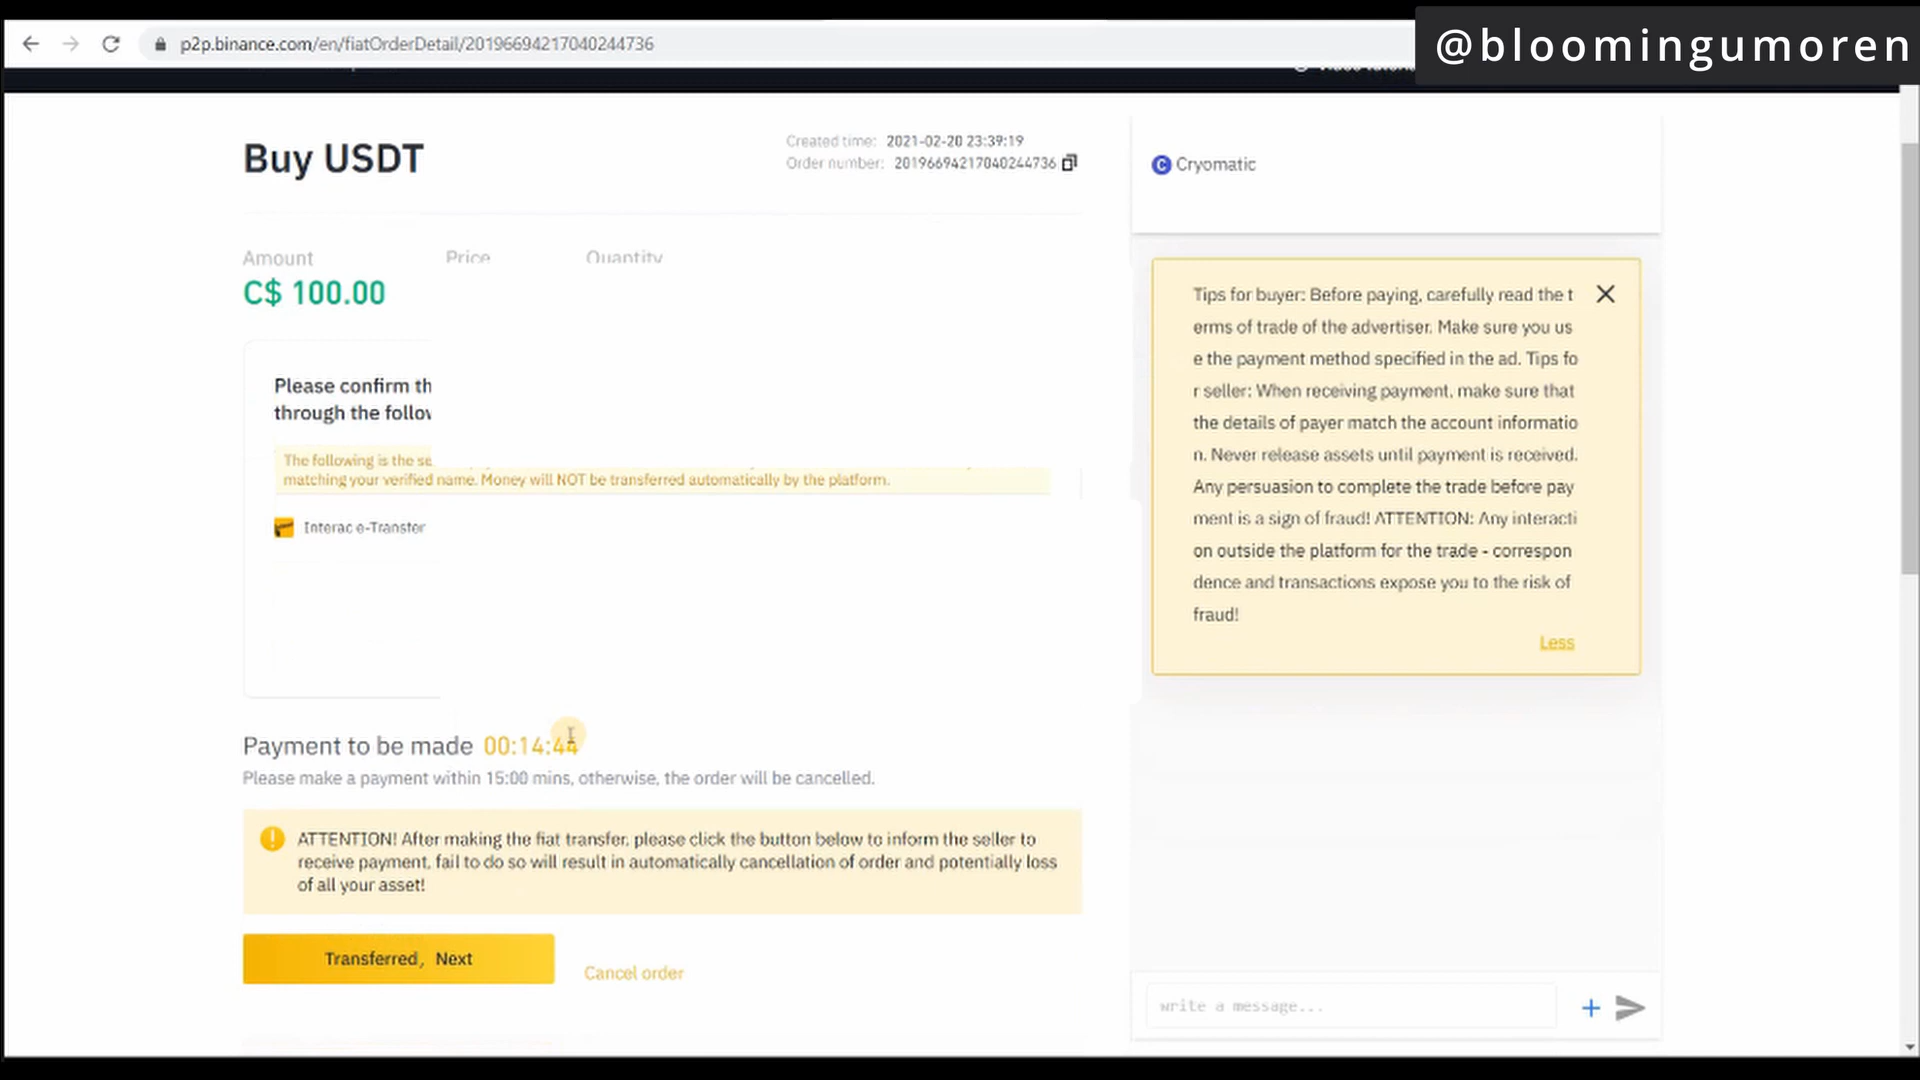 @bloomingumoren
p2p.binance.com/en/fiatOrderDetail/20196694217040244736
Buy USDT
Created time: 2021-02-20 23:39:19
Order number: 20196694217040244736
Amount Price Quantity
C$ 100.00
Please confirm th
through the follow
The following is the se
matching your verified name. Money will NOT be transferred automatically by the platform.
Interac e-Transfer
Payment to be made 00:14:44
Please make a payment within 15:00 mins, otherwise, the order will be cancelled.
ATTENTION! After making the fiat transfer, please click the button below to inform the seller to
receive payment, fail to do so will result in automatically cancellation of order and potentially loss
of all your asset!
Transferred, Next
Cancel order
C Cryomatic
Tips for buyer: Before paying, carefully read the t
erms of trade of the advertiser. Make sure you us
e the payment method specified in the ad. Tips fo
r seller: When receiving payment, make sure that
the details of payer match the account informatio
n. Never release assets until payment is received.
Any persuasion to complete the trade before pay
ment is a sign of fraud! ATTENTION: Any interacti
on outside the platform for the trade - correspon
dence and transactions expose you to the risk of
fraud!
Less
write a message...